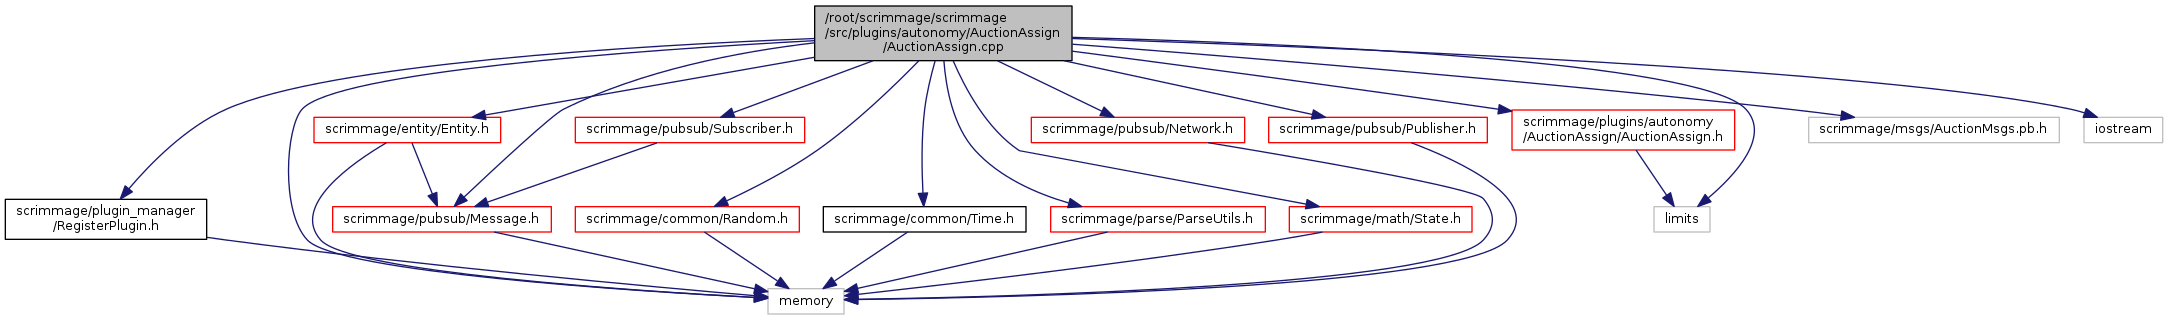 /root/scrimmage/scrimmage
/src/plugins/autonomy/AuctionAssign
/AuctionAssign.cpp
scrimmage/entity/Entity.h
scrimmage/pubsub/Subscriber.h
scrimmage/pubsub/Network.h
scrimmage/pubsub/Publisher.h
scrimmage/plugins/autonomy
/AuctionAssign/AuctionAssign.h
scrimmage/msgs/AuctionMsgs.pb.h
iostream
scrimmage/plugin_manager
/RegisterPlugin.h
scrimmage/pubsub/Message.h
scrimmage/common/Random.h
scrimmage/common/Time.h
scrimmage/parse/ParseUtils.h
scrimmage/math/State.h
limits
memory